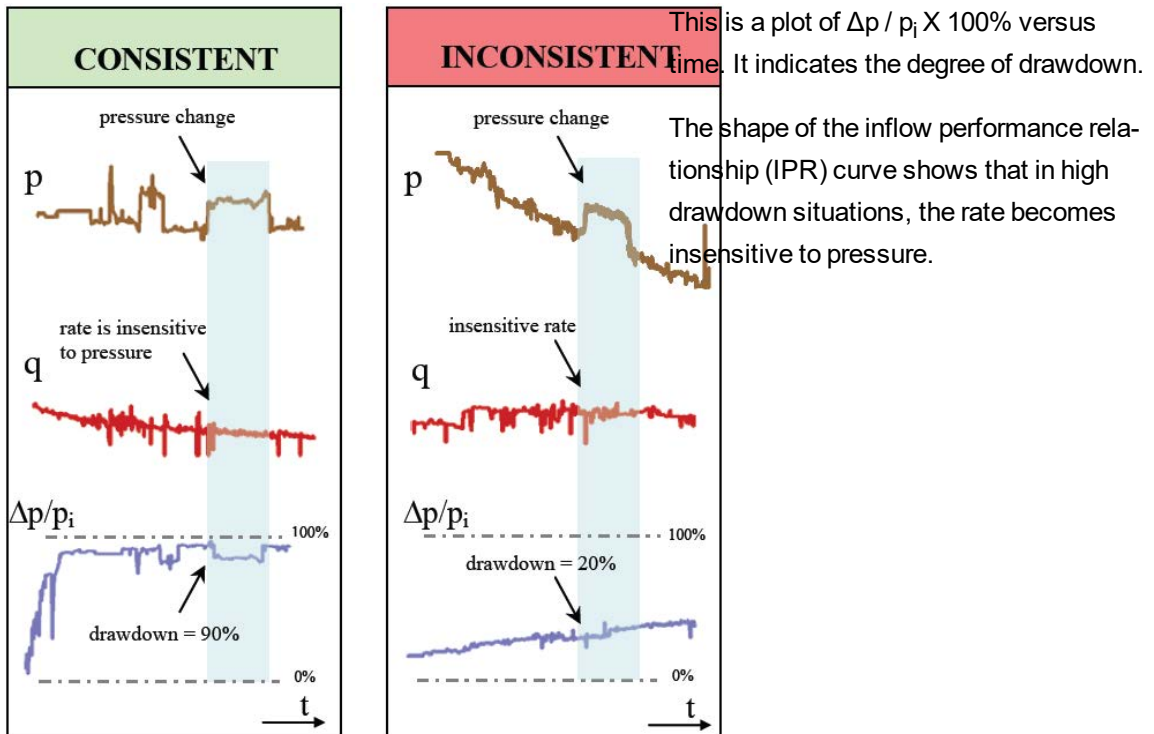 CONSISTENT
pressure change
p
rate is insensitive
to pressure
q
Δp/pi
100%
drawdown = 90%
0%
t
INCONSISTENT
pressure change
p
insensitive rate
q
Δp/pi
100%
drawdown = 20%
0%
t
This is a plot of Δp / pi X 100% versus
time. It indicates the degree of drawdown.
The shape of the inflow performance rela-
tionship (IPR) curve shows that in high
drawdown situations, the rate becomes
insensitive to pressure.